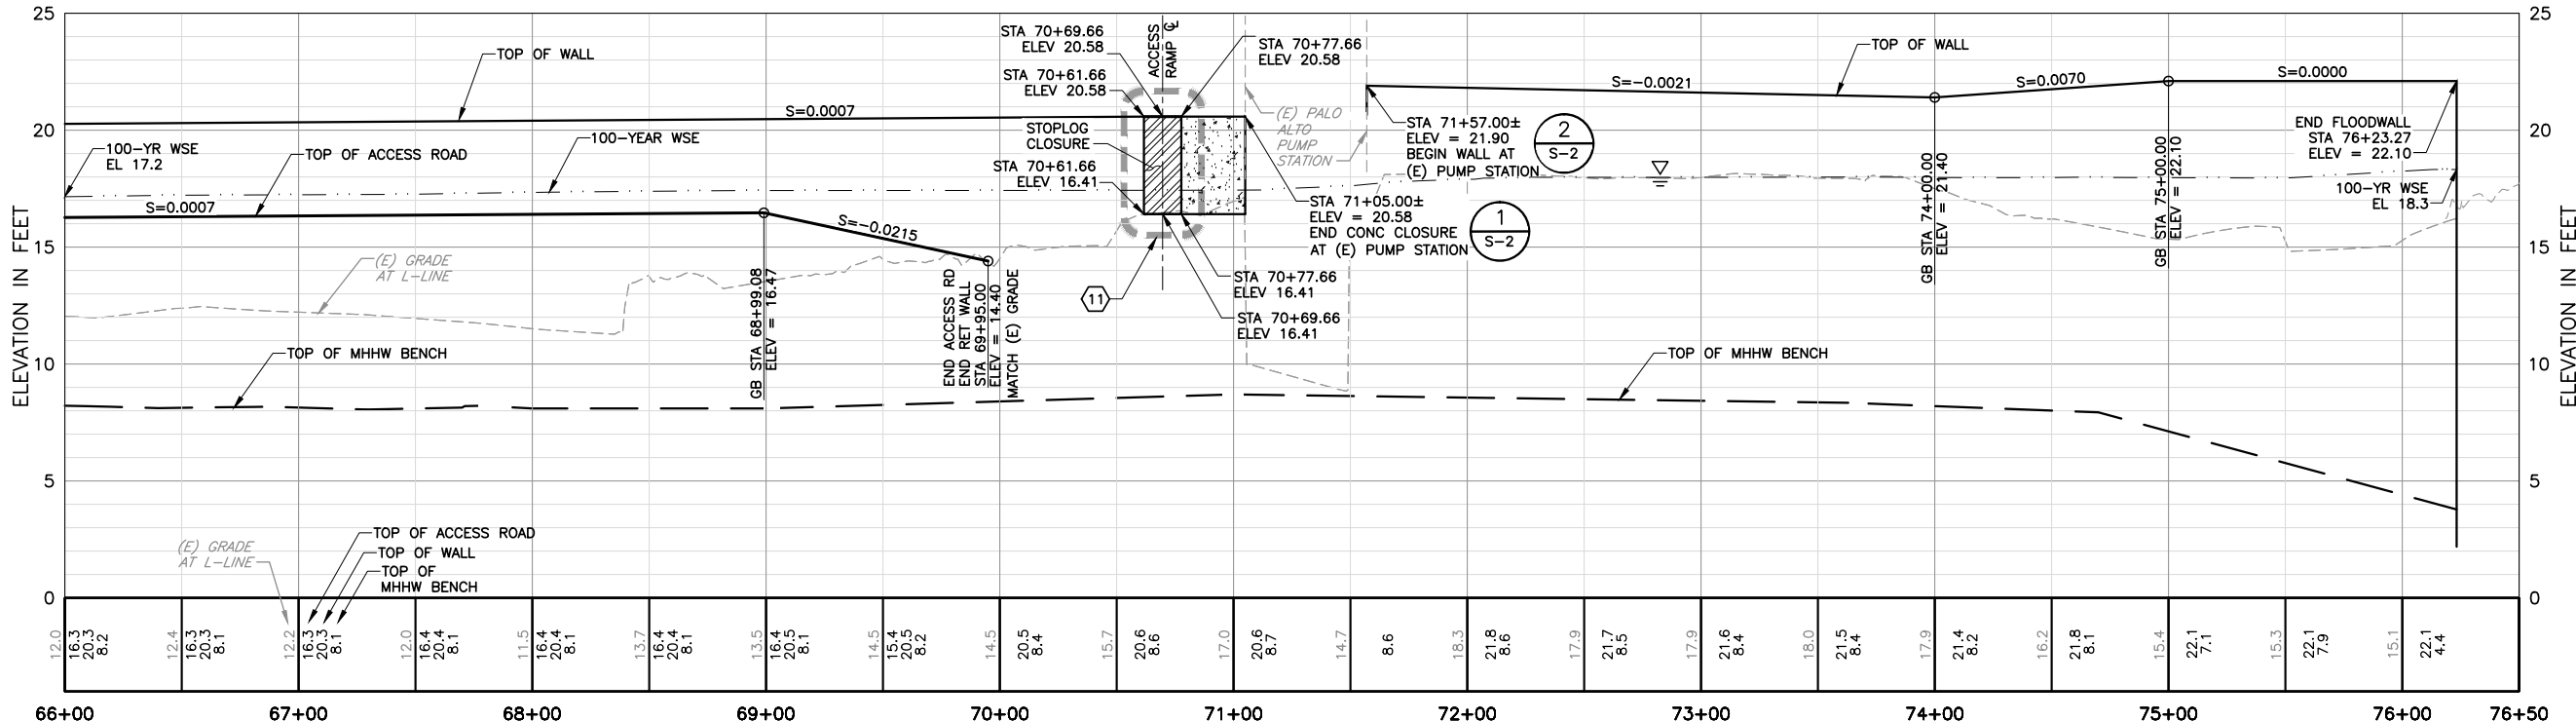 25
20
15
10
5
0
ELEVATION IN FEET
25
20
15
10
5
0
ELEVATION IN FEET
TOP OF WALL
S=0.0007
100-YEAR WSE
100-YR WSE
EL 17.2
TOP OF ACCESS ROAD
S=0.0007
S=-0.0215
(E) GRADE
AT L-LINE
TOP OF MHHW BENCH
GB STA 68+99.08
ELEV = 16.47
END ACCESS RD
END RET WALL
STA 69+95.00
ELEV = 14.40
MATCH (E) GRADE
STA 70+69.66
ELEV 20.58
STA 70+61.66
ELEV 20.58
ACCESS
RAMP ℄
STA 70+77.66
ELEV 20.58
STOPLOG
CLOSURE
STA 70+61.66
ELEV 16.41
11
(E) PALO
ALTO
PUMP
STATION
STA 71+57.00±
ELEV = 21.90
BEGIN WALL AT
(E) PUMP STATION
2
S-2
STA 71+05.00±
ELEV = 20.58
END CONC CLOSURE
AT (E) PUMP STATION
1
S-2
STA 70+77.66
ELEV 16.41
STA 70+69.66
ELEV 16.41
S=-0.0021
TOP OF WALL
S=0.0070
S=0.0000
GB STA 74+00.00
ELEV = 21.40
GB STA 75+00.00
ELEV = 22.10
END FLOODWALL
STA 76+23.27
ELEV = 22.10
100-YR WSE
EL 18.3
TOP OF MHHW BENCH
(E) GRADE
AT L-LINE
TOP OF ACCESS ROAD
TOP OF WALL
TOP OF
MHHW BENCH
12.0
16.3
20.3
8.2
12.4
16.3
20.3
8.1
12.2
16.3
20.3
8.1
12.0
16.4
20.4
8.1
11.5
16.4
20.4
8.1
13.7
16.4
20.4
8.1
13.5
16.4
20.5
8.1
14.5
15.4
20.5
8.2
14.5
20.5
8.4
15.7
20.6
8.6
17.0
20.6
8.7
14.7
8.6
18.3
21.8
8.6
17.9
21.7
8.5
17.9
21.6
8.4
18.0
21.5
8.4
17.9
21.4
8.2
16.2
21.8
8.1
15.4
22.1
7.1
15.3
22.1
7.9
15.1
22.1
4.4
66+00
67+00
68+00
69+00
70+00
71+00
72+00
73+00
74+00
75+00
76+00
76+50